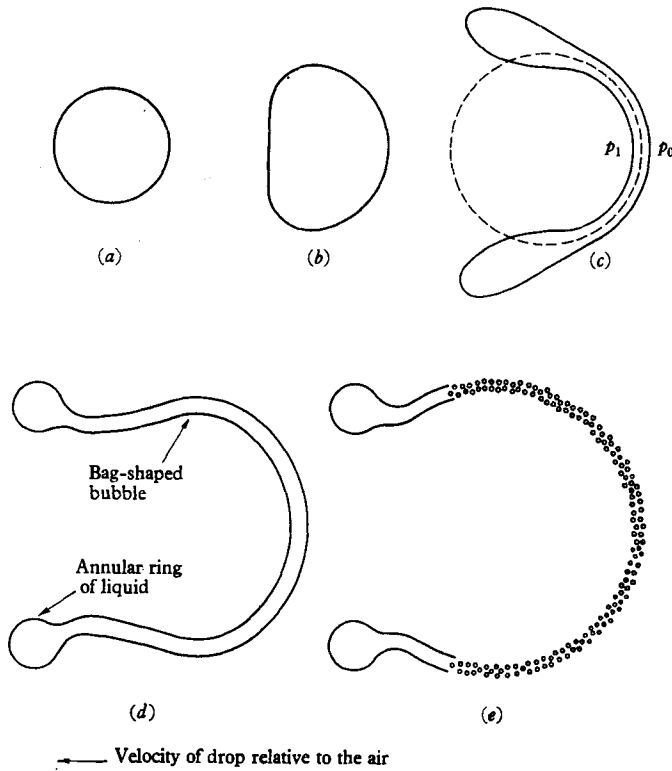 p₁
p₀
(a)
(b)
(c)
Bag-shaped
bubble
Annular ring
of liquid
(d)
(e)
Velocity of drop relative to the air